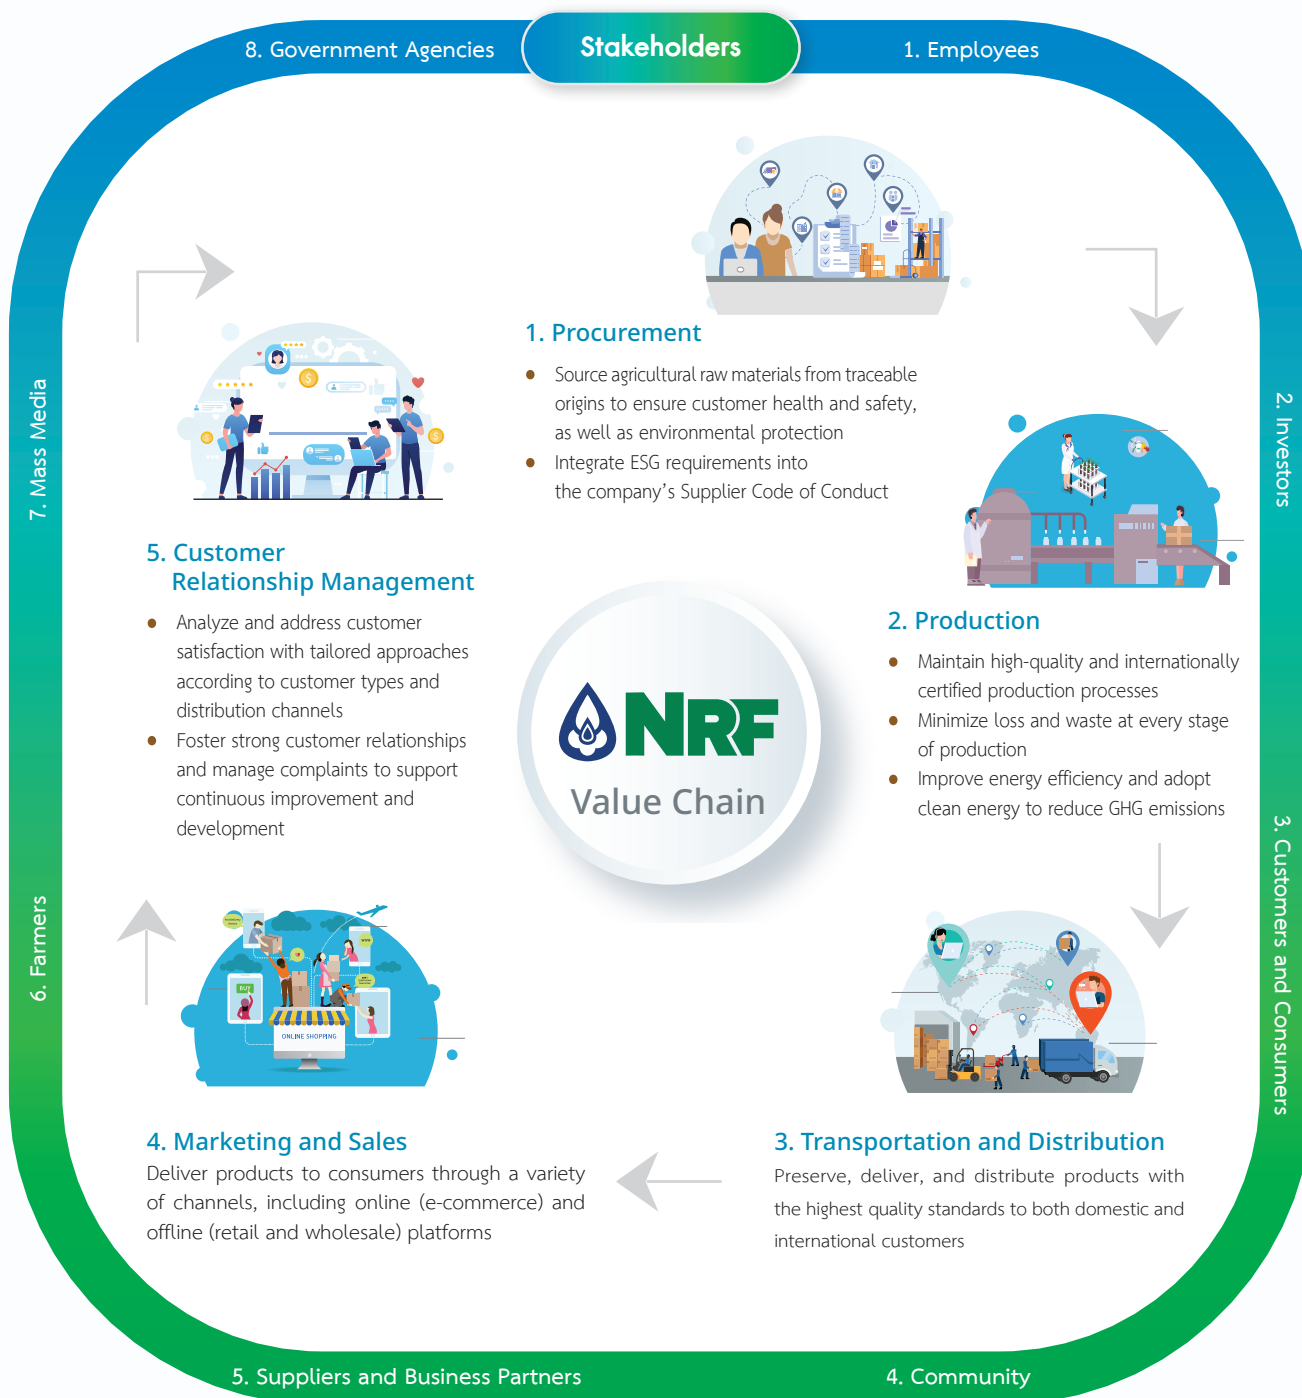 Stakeholders
1. Employees
2. Investors
3. Customers and Consumers
4. Community
5. Suppliers and Business Partners
6. Farmers
7. Mass Media
8. Government Agencies
1. Procurement
● Source agricultural raw materials from traceable
origins to ensure customer health and safety,
as well as environmental protection
● Integrate ESG requirements into
the company's Supplier Code of Conduct
2. Production
● Maintain high-quality and internationally
certified production processes
● Minimize loss and waste at every stage
of production
● Improve energy efficiency and adopt
clean energy to reduce GHG emissions
3. Transportation and Distribution
Preserve, deliver, and distribute products with
the highest quality standards to both domestic and
international customers
4. Marketing and Sales
Deliver products to consumers through a variety
of channels, including online (e-commerce) and
offline (retail and wholesale) platforms
5. Customer
Relationship Management
● Analyze and address customer
satisfaction with tailored approaches
according to customer types and
distribution channels
● Foster strong customer relationships
and manage complaints to support
continuous improvement and
development
NRF
Value Chain
BUY
ONLINE SHOPPING